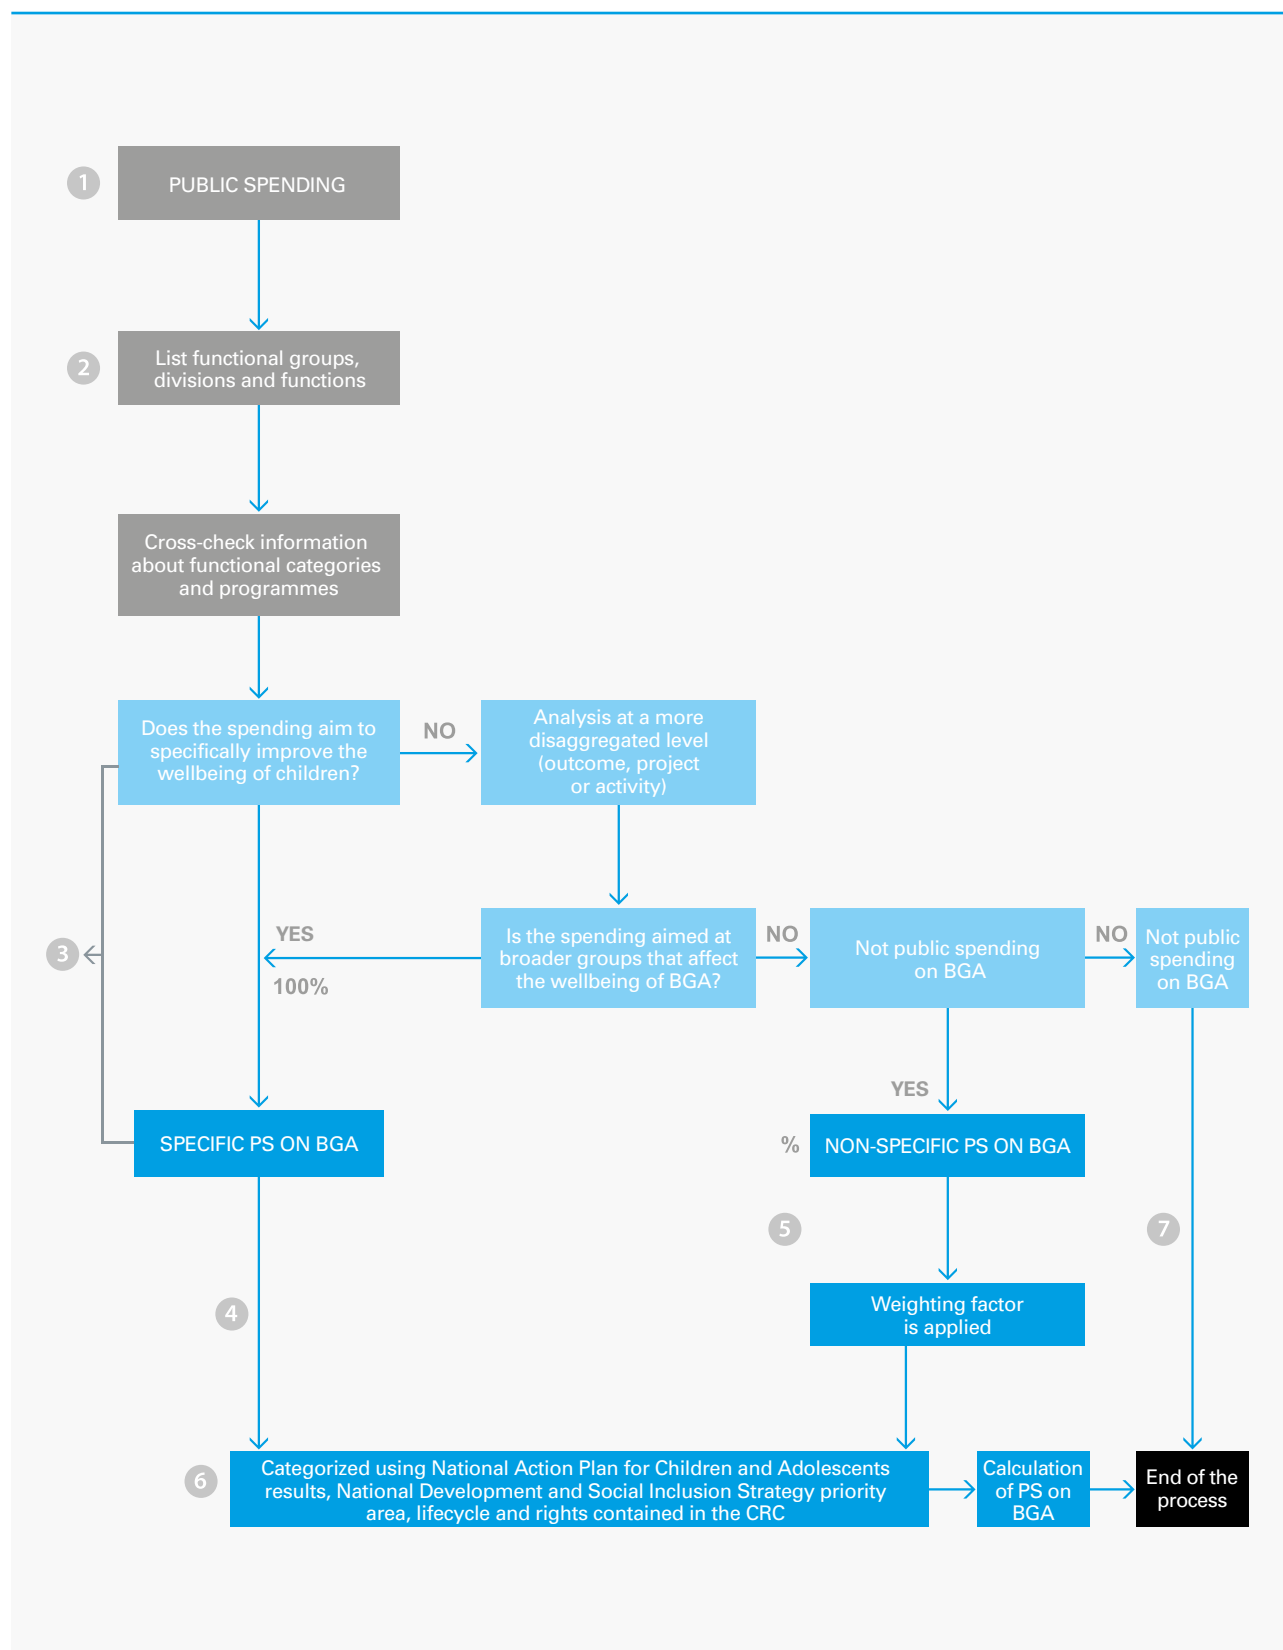 1
PUBLIC SPENDING
2
List functional groups,
divisions and functions
Cross-check information
about functional categories
and programmes
Does the spending aim to
specifically improve the
wellbeing of children?
NO
Analysis at a more
disaggregated level
(outcome, project
or activity)
3
YES
100%
Is the spending aimed at
broader groups that affect
the wellbeing of BGA?
NO
Not public spending
on BGA
NO
Not public
spending
on BGA
YES
SPECIFIC PS ON BGA
%
NON-SPECIFIC PS ON BGA
5
7
4
Weighting factor
is applied
6
Categorized using National Action Plan for Children and Adolescents
results, National Development and Social Inclusion Strategy priority
area, lifecycle and rights contained in the CRC
Calculation
of PS on
BGA
End of the
process